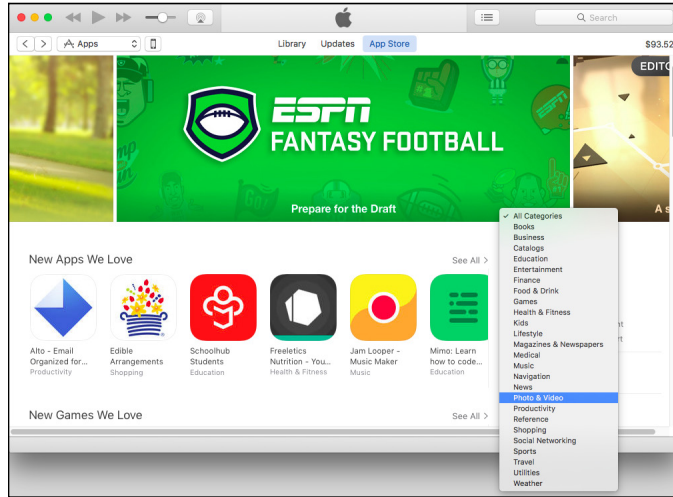 Search
Apps
Library Updates App Store
$93.52
EDITO
ESPN
FANTASY FOOTBALL
Prepare for the Draft
A s
New Apps We Love
See All >
Alto - Email
Organized for...
Productivity
Edible
Arrangements
Shopping
Schoolhub
Students
Education
Freeletics
Nutrition - You...
Health & Fitness
Jam Looper -
Music Maker
Music
Mimo: Learn
how to code...
Education
New Games We Love
See All >
✓ All Categories
Books
Business
Catalogs
Education
Entertainment
Finance
Food & Drink
Games
Health & Fitness
Kids
Lifestyle
Magazines & Newspapers
Medical
Music
Navigation
News
Photo & Video
Productivity
Reference
Shopping
Social Networking
Sports
Travel
Utilities
Weather